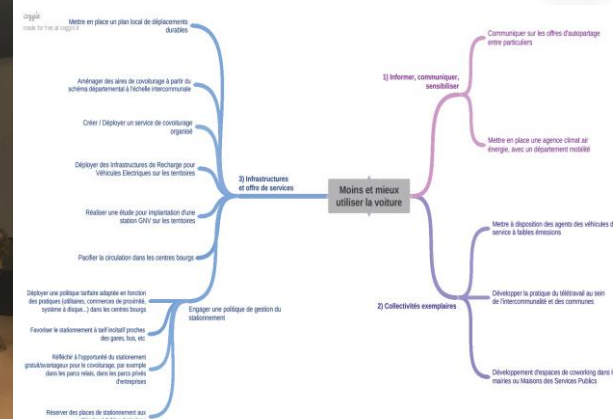 coggle
made for free at coggle.it
Mettre en place un plan local de déplacements
durables
Aménager des aires de covoiturage à partir du
schéma départemental à l'échelle intercommunale
Créer / Déployer un service de covoiturage
organisé
Déployer des Infrastructures de Recharge pour
Véhicules Electriques sur les territoires
Réaliser une étude pour implantation d'une
station GNV sur les territoires
Pacifier la circulation dans les centres bourgs
Déployer une politique tarifaire adaptée en fonction
des pratiques (utilitaires, commerces de proximité,
système à disque...) dans les centres bourgs
Favoriser le stationnement à tarif incitatif proches
des gares, bus, etc
Réfléchir à l'opportunité du stationnement
gratuit/avantageux pour le covoiturage, par exemple
dans les parcs relais, dans les parcs privés
d'entreprises
Réserver des places de stationnement aux
Engager une politique de gestion du
stationnement
3) Infrastructures
et offre de services
Moins et mieux
utiliser la voiture
1) Informer, communiquer,
sensibiliser
Communiquer sur les offres d'autopartage
entre particuliers
Mettre en place une agence climat air
énergie, avec un département mobilité
2) Collectivités exemplaires
Mettre à disposition des agents des véhicules de
service à faibles émissions
Développer la pratique du télétravail au sein
de l'intercommunalité et des communes
Développement d'espaces de coworking dans
mairies ou Maisons des Services Publics